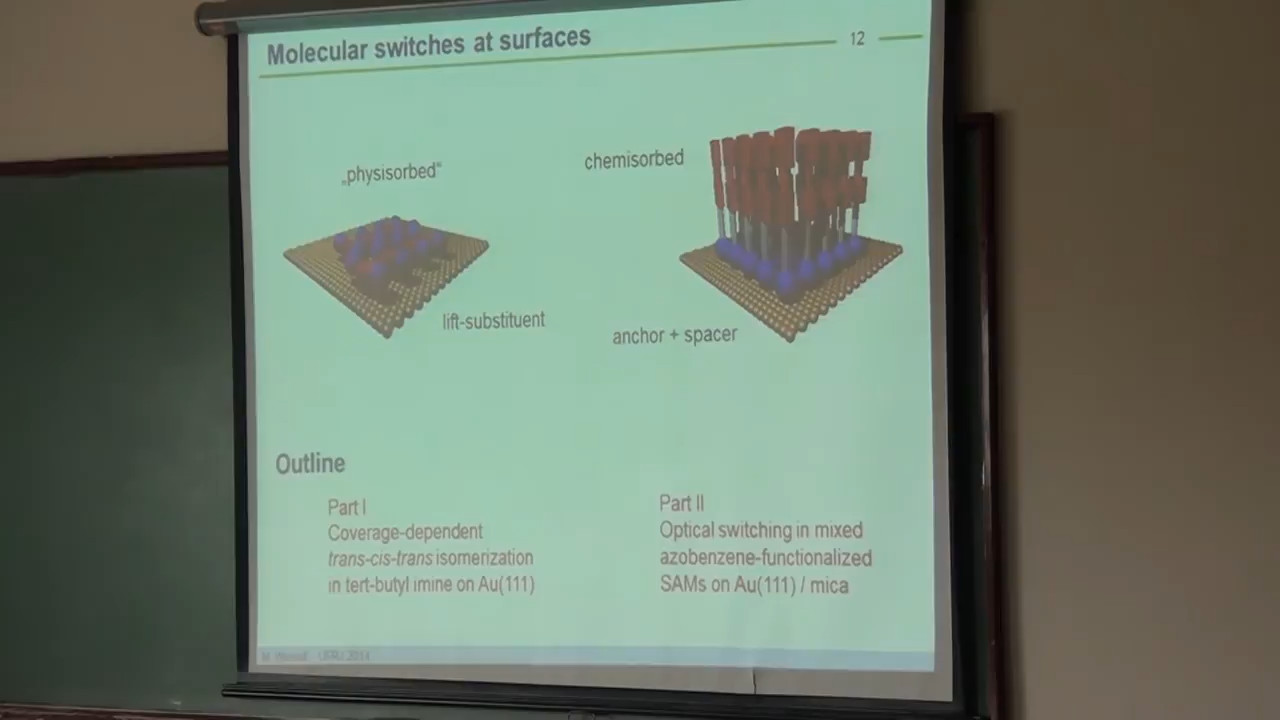 Molecular switches at surfaces
12
„physisorbed“
chemisorbed
lift-substituent
anchor + spacer
Outline
Part I
Coverage-dependent
trans-cis-trans isomerization
in tert-butyl imine on Au(111)
Part II
Optical switching in mixed
azobenzene-functionalized
SAMs on Au(111) / mica